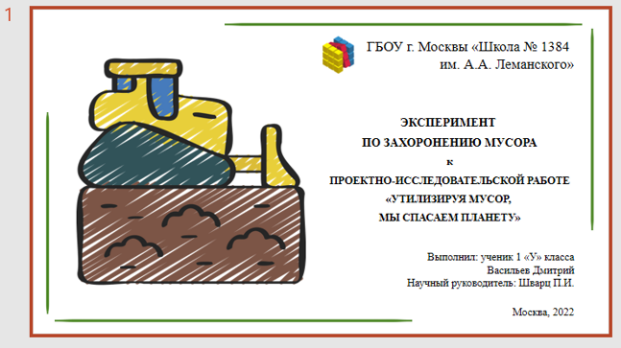 1
ГБОУ г. Москвы «Школа № 1384
им. А.А. Леманского»
ЭКСПЕРИМЕНТ
ПО ЗАХОРОНЕНИЮ МУСОРА
к
ПРОЕКТНО-ИССЛЕДОВАТЕЛЬСКОЙ РАБОТЕ
«УТИЛИЗИРУЯ МУСОР,
МЫ СПАСАЕМ ПЛАНЕТУ»
Выполнил: ученик 1 «У» класса
Васильев Дмитрий
Научный руководитель: Шварц П.И.
Москва, 2022